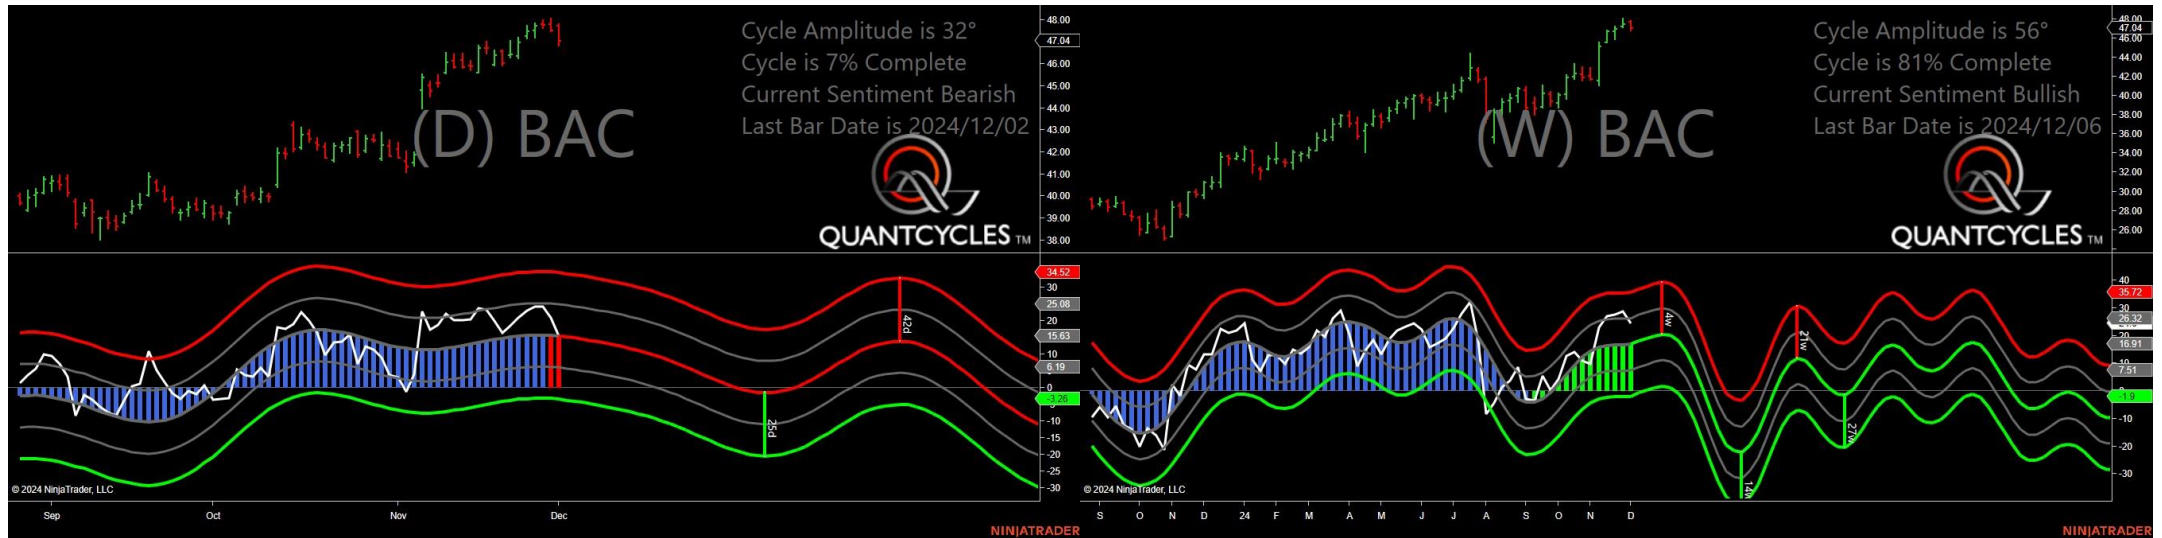 Cycle Amplitude is 32°
Cycle is 7% Complete
Current Sentiment Bearish
Last Bar Date is 2024/12/02
(D) BAC
QUANTCYCLES TM
48.00
47.04
46.00
45.00
44.00
43.00
42.00
41.00
40.00
39.00
38.00
34.52
30
25.08
20
15.63
10
6.19
0
-3.26
-10
-15
-20
-25
-30
42d
25d
© 2024 NinjaTrader, LLC
Sep Oct Nov Dec
NINJATRADER
Cycle Amplitude is 56°
Cycle is 81% Complete
Current Sentiment Bullish
Last Bar Date is 2024/12/06
(W) BAC
QUANTCYCLES TM
48.00
47.04
46.00
44.00
42.00
40.00
38.00
36.00
34.00
32.00
30.00
28.00
26.00
40
35.72
30
26.32
20
16.91
10
7.51
-1.9
-10
-20
-30
4w
21w
27w
14w
© 2024 NinjaTrader, LLC
S O N D 24 F M A M J J A S O N D
NINJATRADER